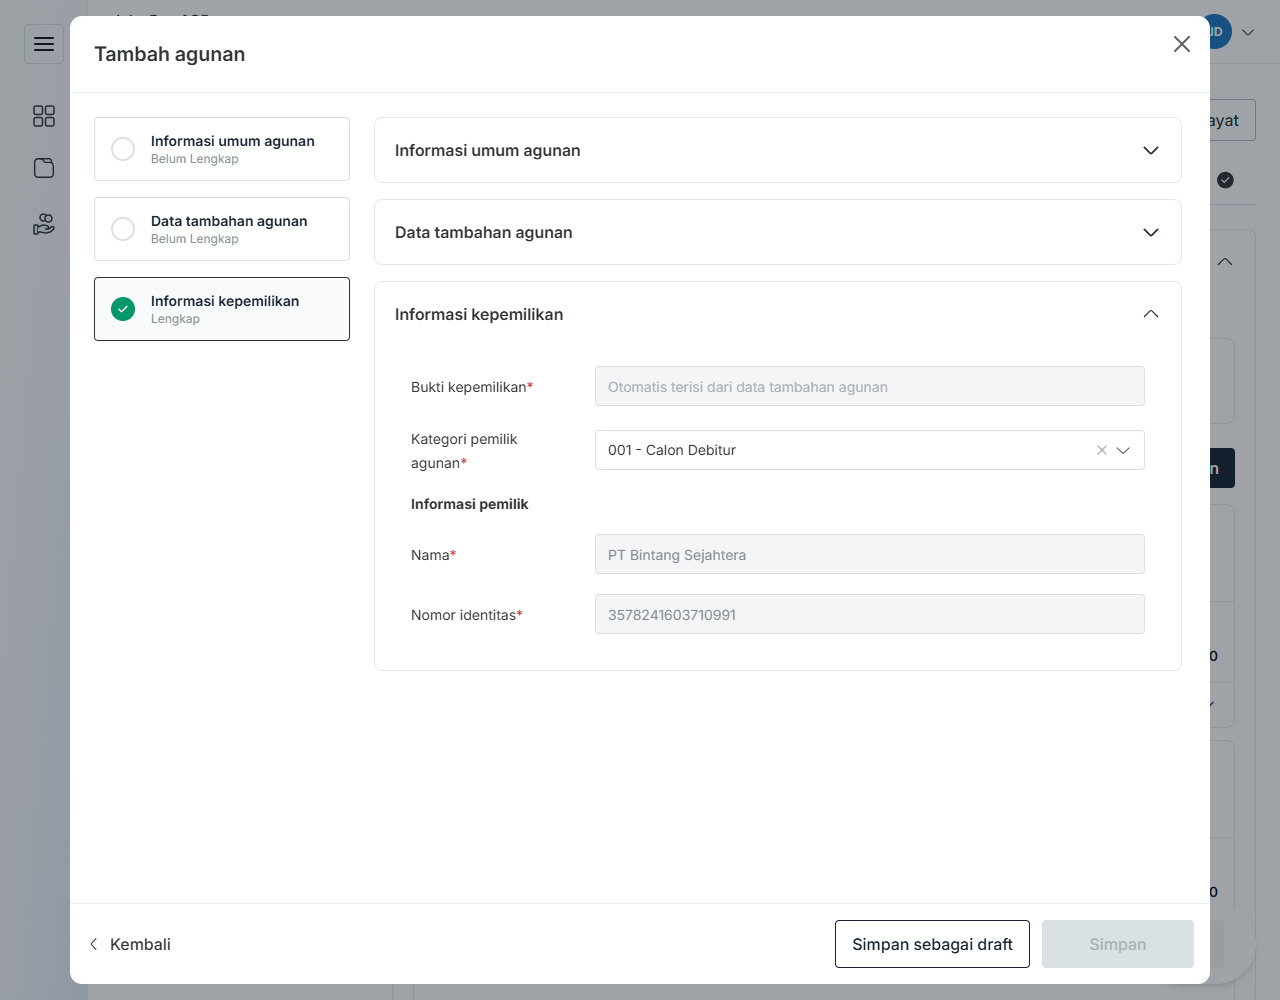 Tambah agunan
Informasi umum agunan
Belum Lengkap
Data tambahan agunan
Belum Lengkap
Informasi kepemilikan
Lengkap
Informasi umum agunan
Data tambahan agunan
Informasi kepemilikan
Bukti kepemilikan*
Otomatis terisi dari data tambahan agunan
Kategori pemilik
agunan*
001 - Calon Debitur
Informasi pemilik
Nama*
PT Bintang Sejahtera
Nomor identitas*
3578241603710991
Kembali
Simpan sebagai draft
Simpan